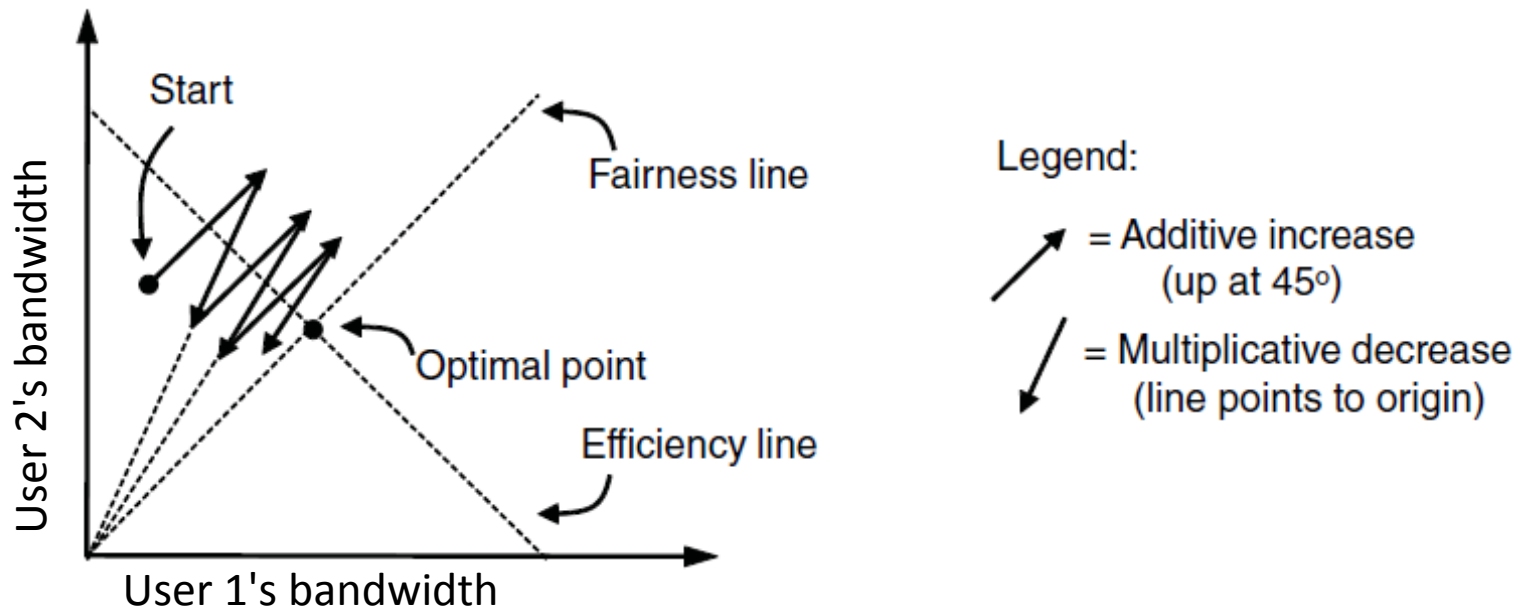 Start
Fairness line
Optimal point
Efficiency line
User 2's bandwidth
User 1's bandwidth
Legend:
= Additive increase
(up at 45º)
= Multiplicative decrease
(line points to origin)